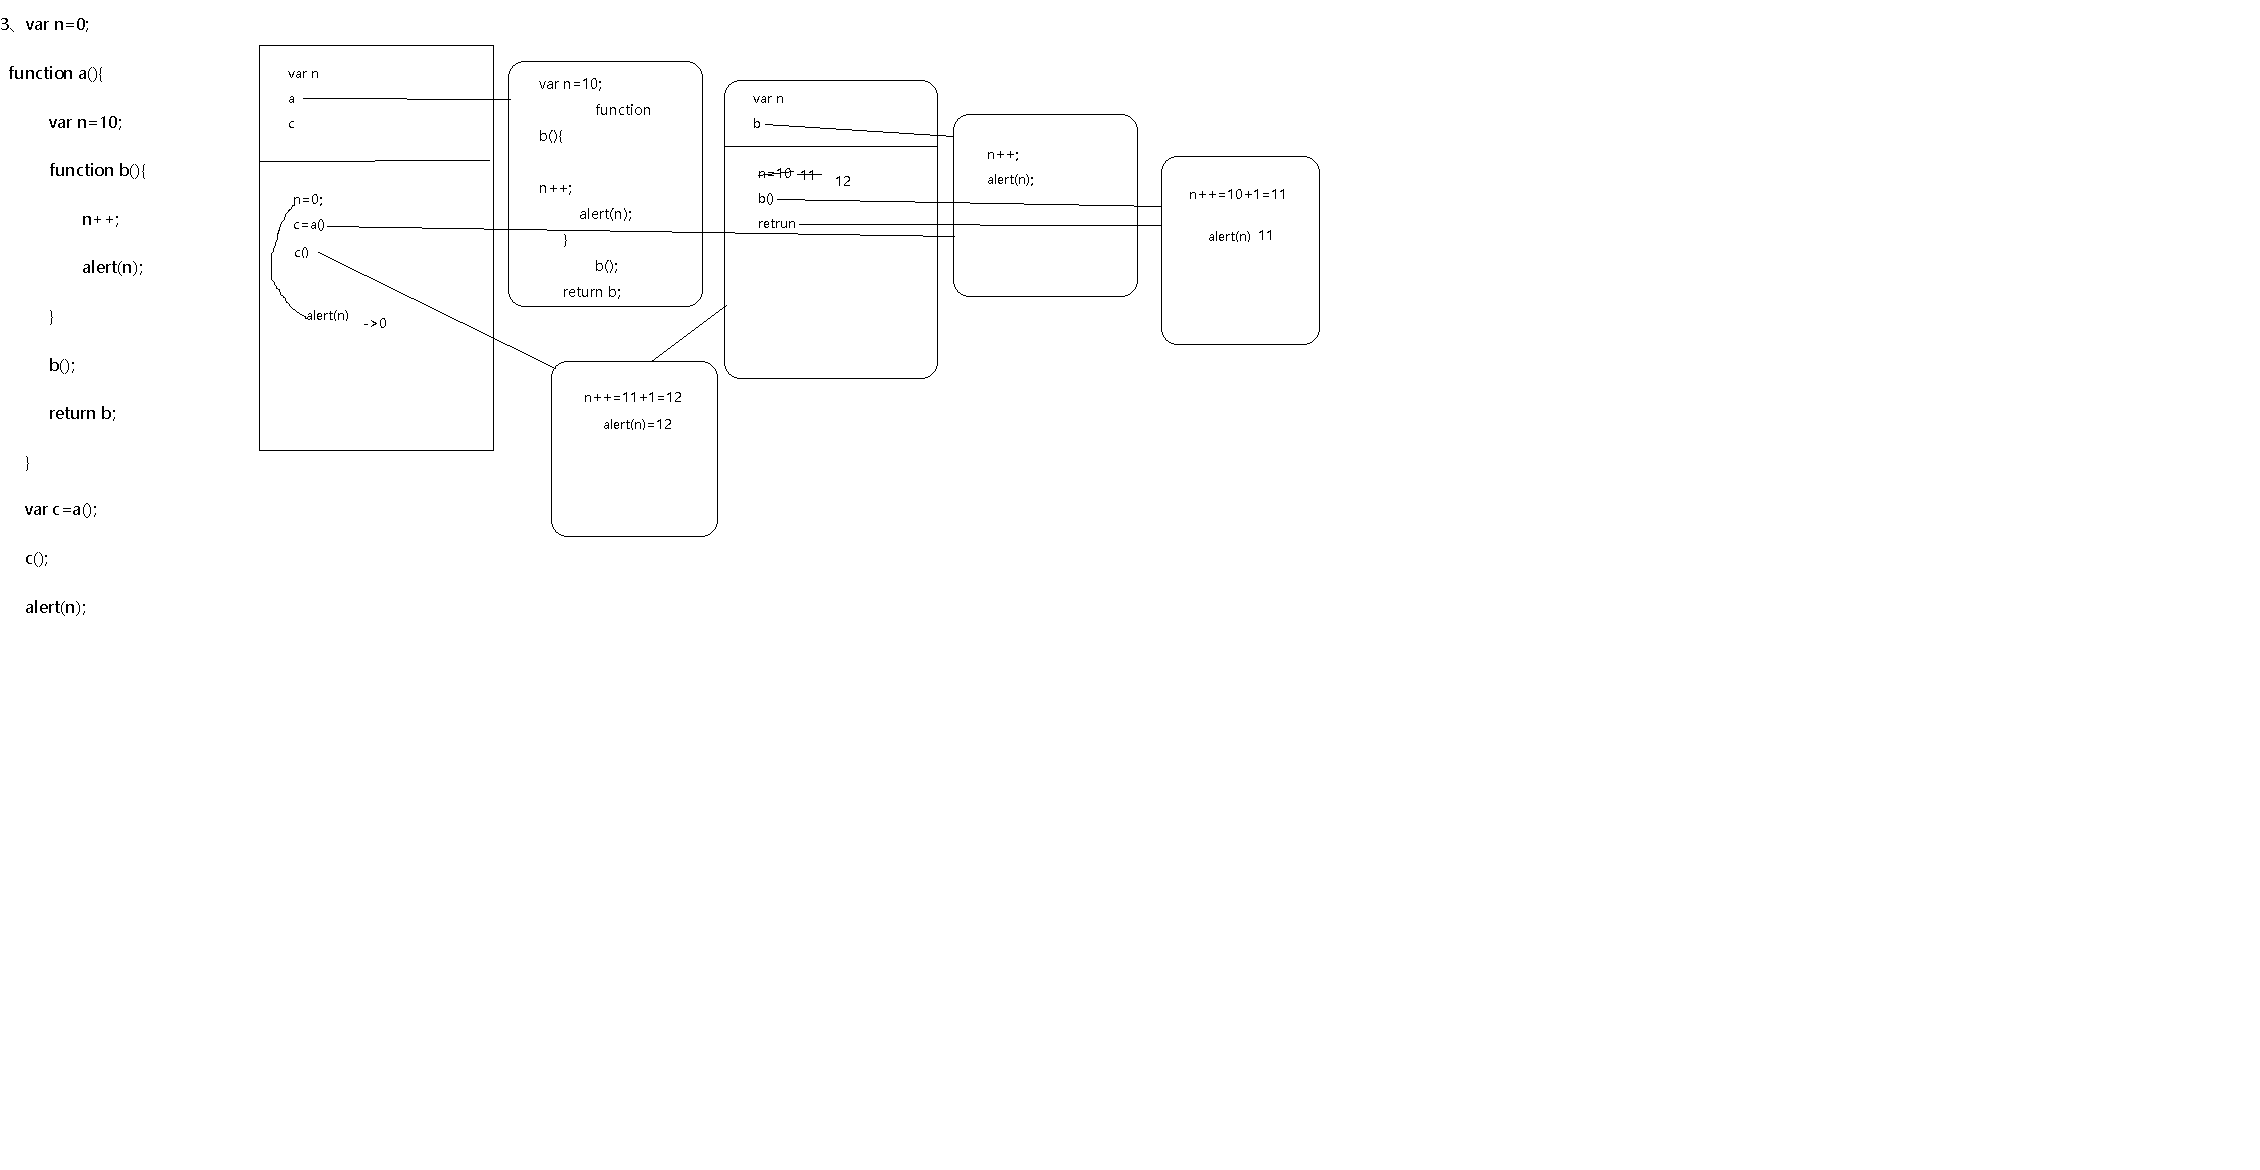 3、var n=0;
function a(){
var n=10;
function b(){
n++;
alert(n);
}
b();
return b;
}
var c=a();
c();
alert(n);
var n
a
c
n=0;
c=a()
c()
alert(n) ->0
var n=10;
function
b(){
n++;
alert(n);
}
b();
return b;
var n
b
n=10 11 12
b()
retrun
n++;
alert(n);
n++=10+1=11
alert(n) 11
n++=11+1=12
alert(n)=12